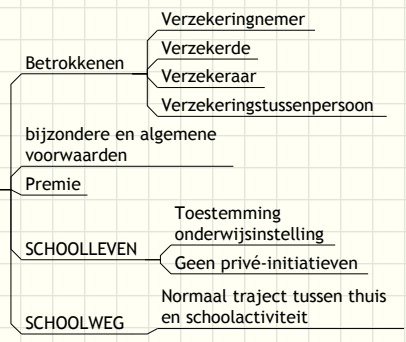 Betrokkenen
Verzekeringnemer
Verzekerde
Verzekeraar
Verzekeringstussenpersoon
bijzondere en algemene
voorwaarden
Premie
SCHOOLLEVEN
Toestemming
onderwijsinstelling
Geen privé-initiatieven
SCHOOLWEG
Normaal traject tussen thuis
en schoolactiviteit